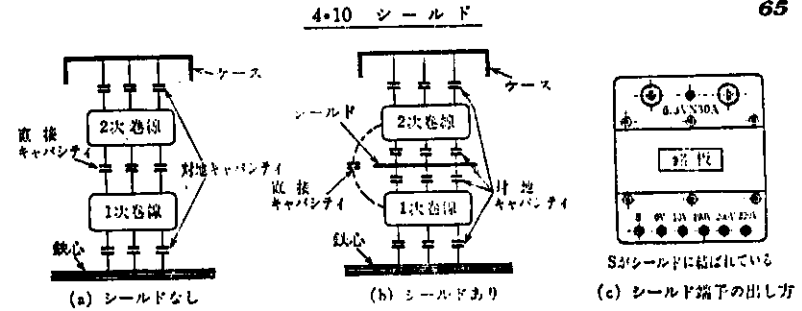 4・10 シールド
65
ケース
2次巻線
直接
キャパシティ
対地キャパシティ
1次巻線
鉄心
(a) シールドなし
ケース
シールド
2次巻線
直接
キャパシティ
対地
キャパシティ
1次巻線
鉄心
(b) シールドあり
銘板
Sがシールドに結ばれている
(c) シールド端子の出し方